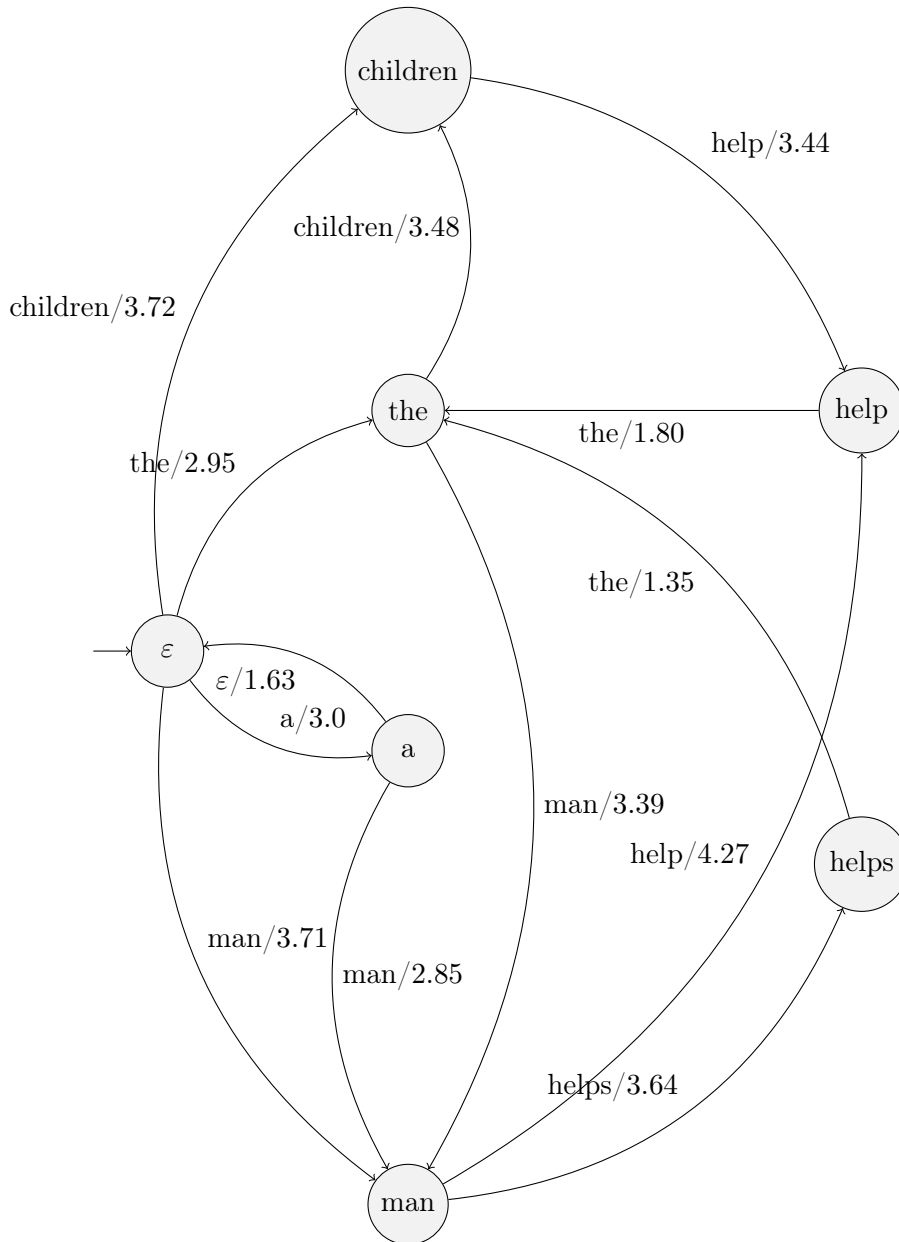 children
help/3.44
children/3.48
children/3.72
the
help
the/1.80
the/2.95
the/1.35
ε
ε/1.63
a/3.0
a
man/3.39
help/4.27
helps
man/3.71
man/2.85
helps/3.64
man